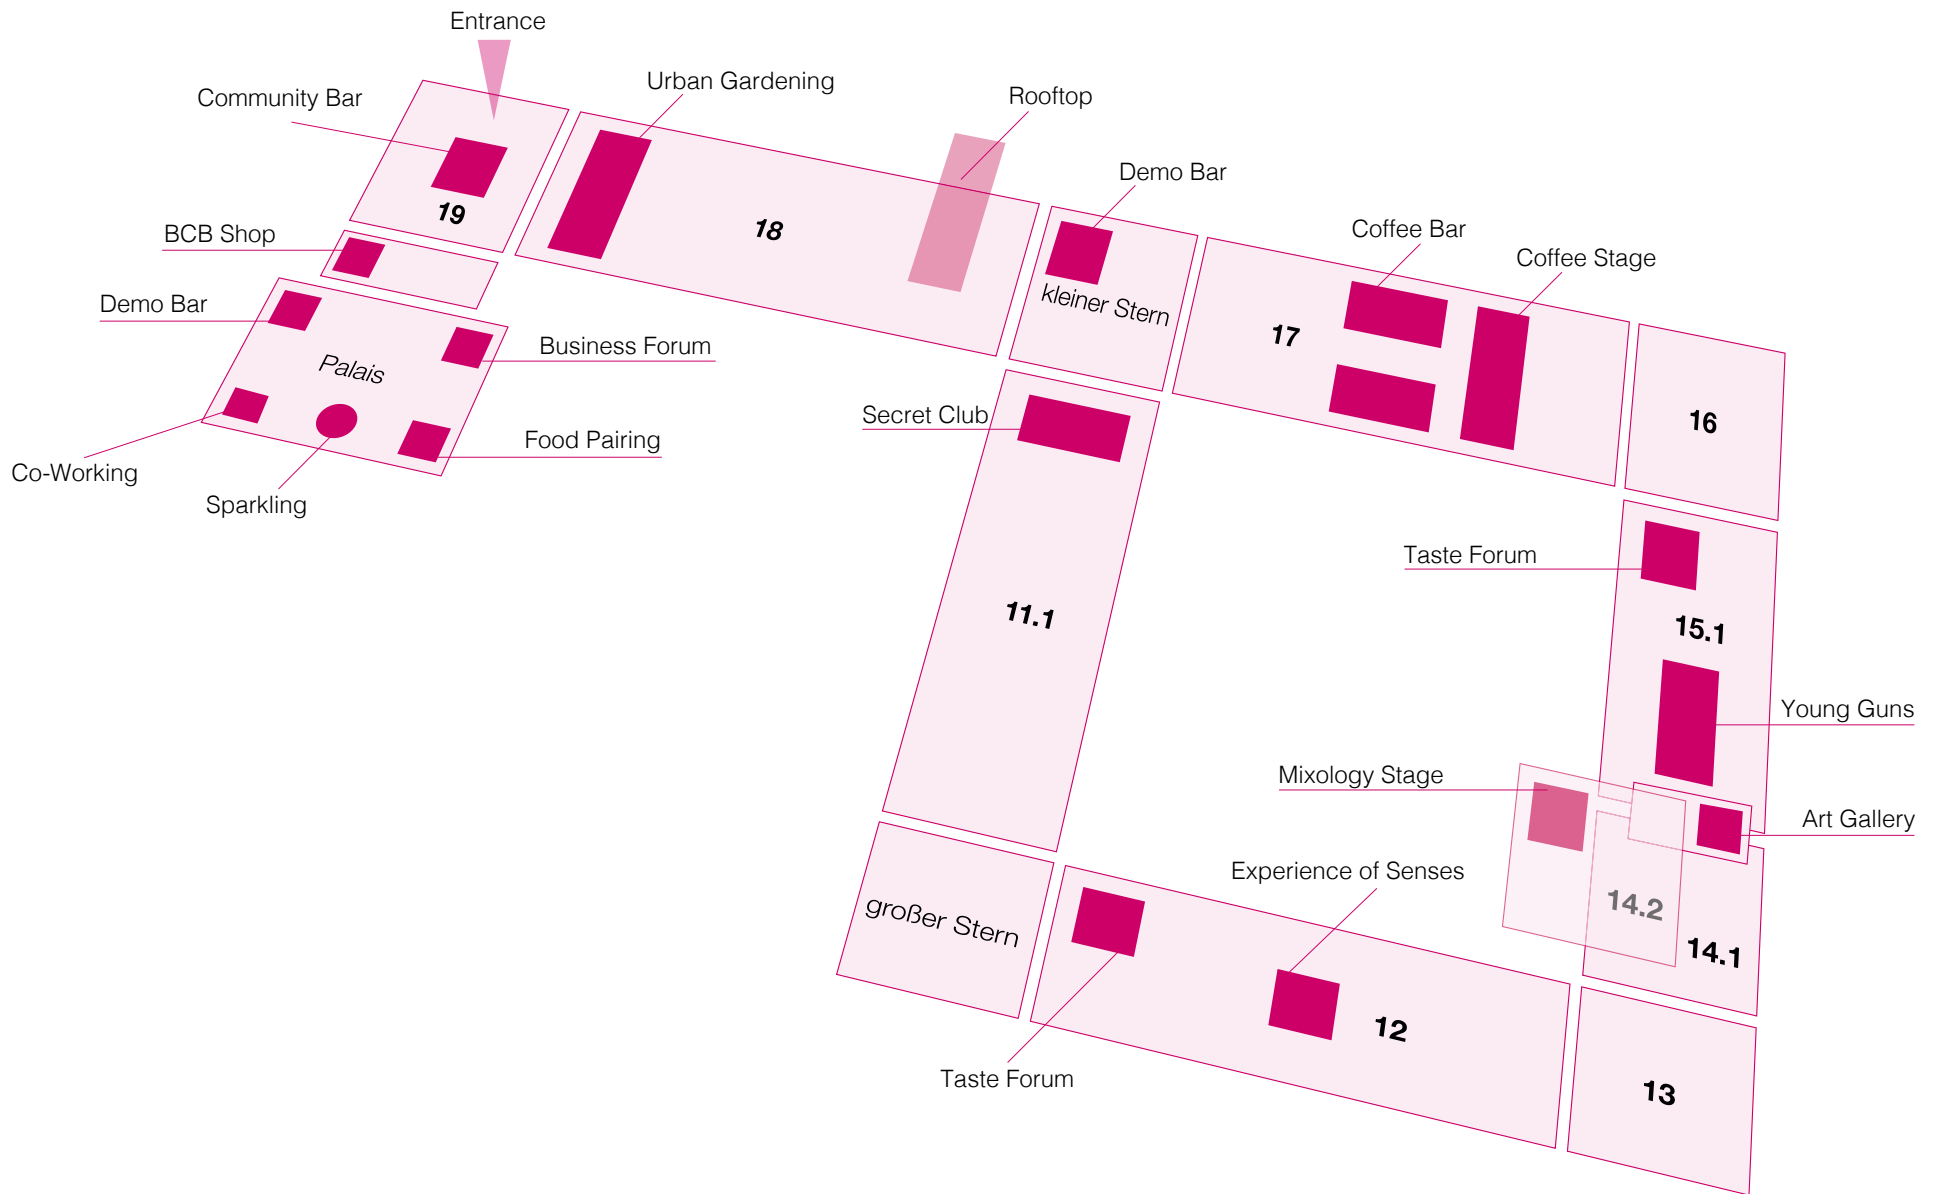 Entrance
Community Bar
Urban Gardening
Rooftop
Demo Bar
19
18
BCB Shop
Coffee Bar
Coffee Stage
kleiner Stern
17
Demo Bar
Business Forum
Palais
Secret Club
16
Food Pairing
Co-Working
Sparkling
Taste Forum
11.1
15.1
Young Guns
Mixology Stage
Art Gallery
Experience of Senses
14.2
großer Stern
14.1
12
Taste Forum
13